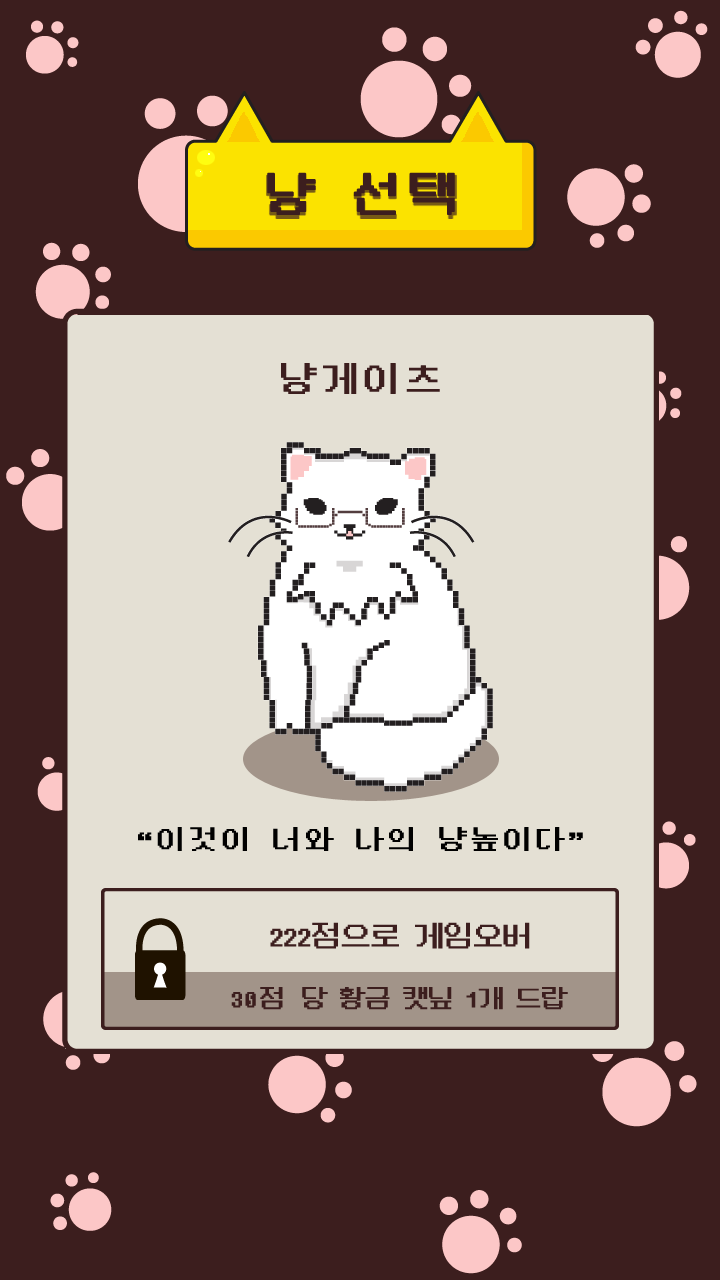 냥 선택
냥게이츠
“이것이 너와 나의 냥높이다”
222점으로 게임오버
30점 당 황금 캣닢 1개 드랍